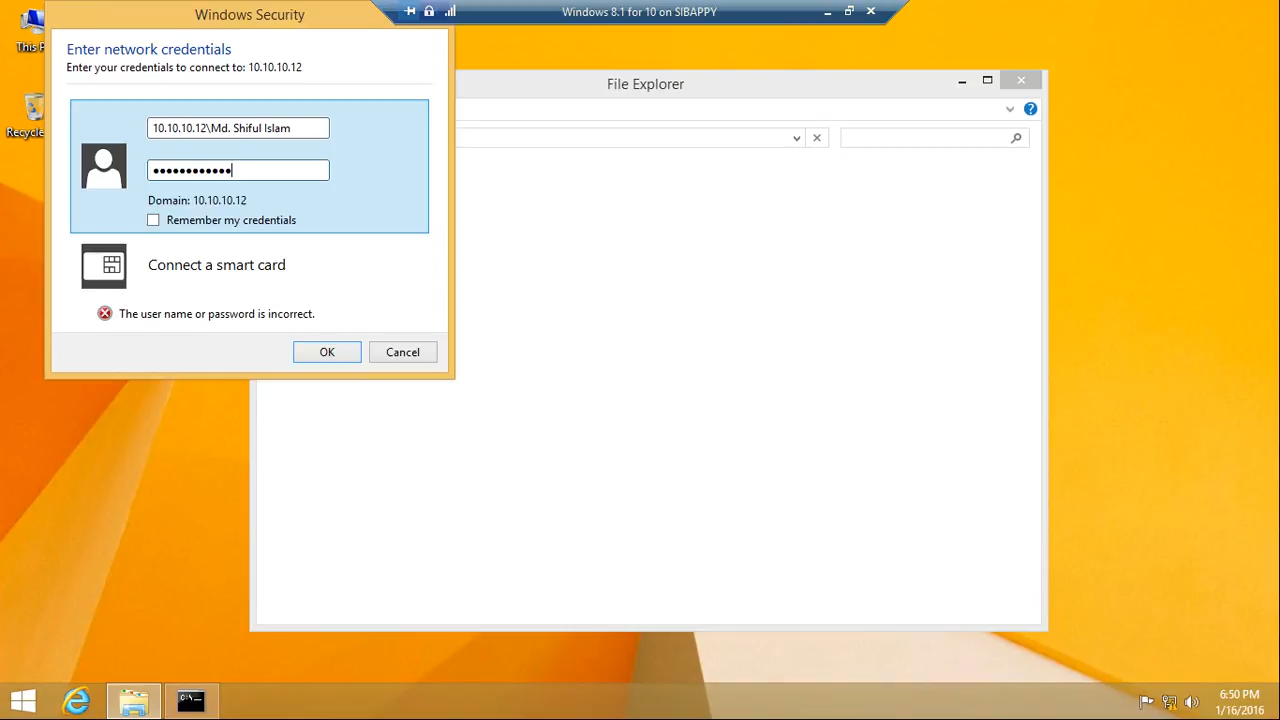 This P
Recycle
Windows Security
Windows 8.1 for 10 on SIBAPPY
Enter network credentials
Enter your credentials to connect to: 10.10.10.12
10.10.10.12\Md. Shiful Islam
••••••••••••
Domain: 10.10.10.12
Remember my credentials
Connect a smart card
The user name or password is incorrect.
OK
Cancel
File Explorer
6:50 PM
1/16/2016